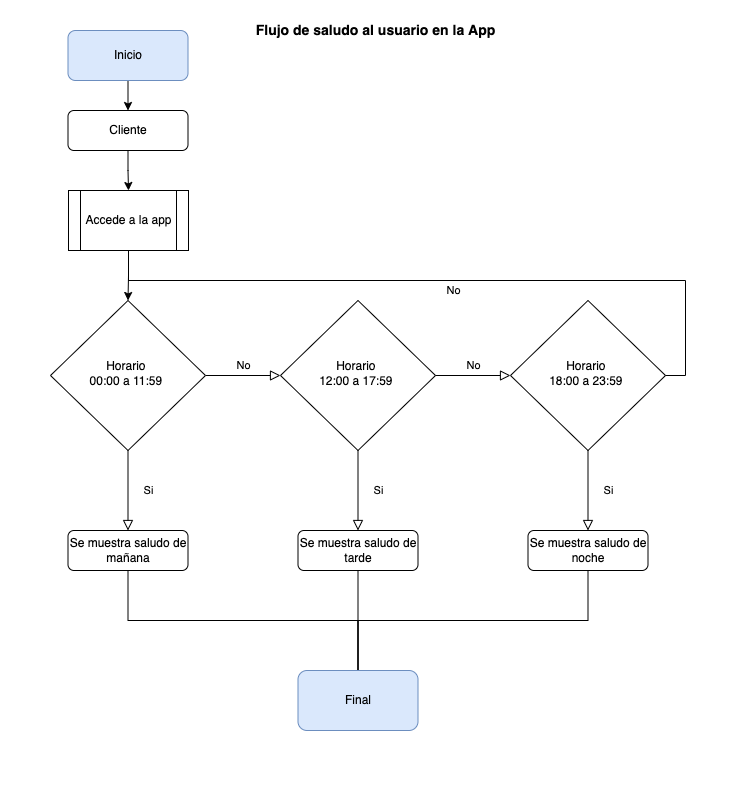 Flujo de saludo al usuario en la App
Inicio
Cliente
Accede a la app
No
Horario
00:00 a 11:59
No
Horario
12:00 a 17:59
No
Horario
18:00 a 23:59
Si
Si
Si
Se muestra saludo de
mañana
Se muestra saludo de
tarde
Se muestra saludo de
noche
Final